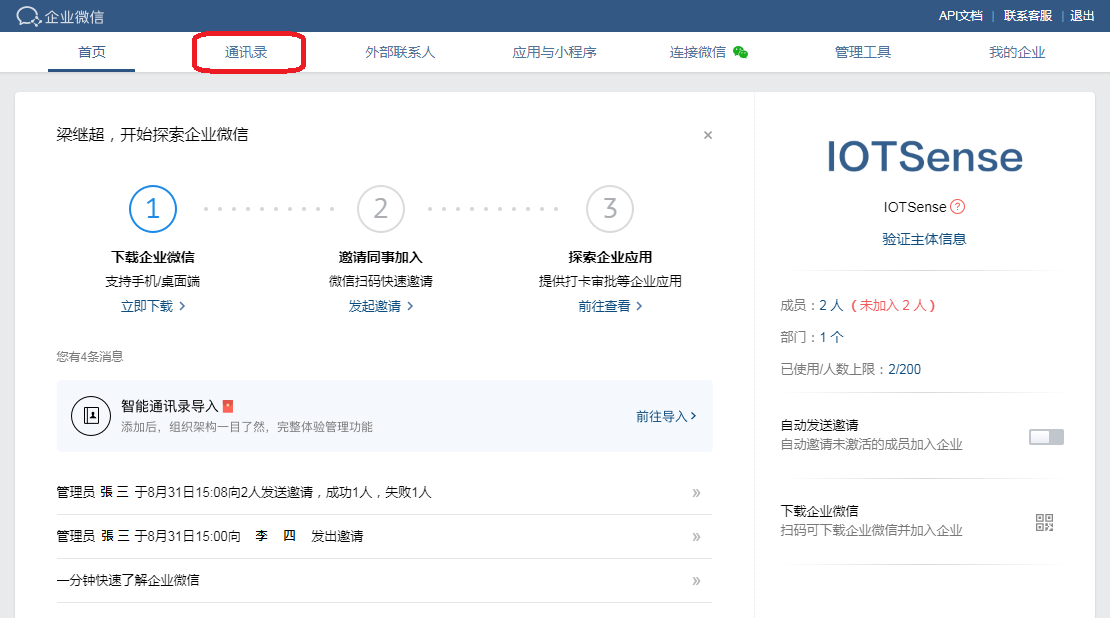 企业微信
API文档 | 联系客服 | 退出
首页 通讯录 外部联系人 应用与小程序 连接微信 管理工具 我的企业
梁继超，开始探索企业微信
×
1 2 3
下载企业微信 邀请同事加入 探索企业应用
支持手机/桌面端 微信扫码快速邀请 提供打卡审批等企业应用
立即下载 > 发起邀请 > 前往查看 >
您有4条消息
智能通讯录导入
添加后，组织架构一目了然，完整体验管理功能
前往导入 >
管理员 張 三 于8月31日15:08向2人发送邀请，成功1人，失败1人 »
管理员 張 三 于8月31日15:00向 李 四 发出邀请 »
一分钟快速了解企业微信 »
IOTSense
IOTSense ?
验证主体信息
成员：2 人（未加入 2 人）
部门：1 个
已使用/人数上限：2/200
自动发送邀请
自动邀请未激活的成员加入企业
下载企业微信
扫码可下载企业微信并加入企业